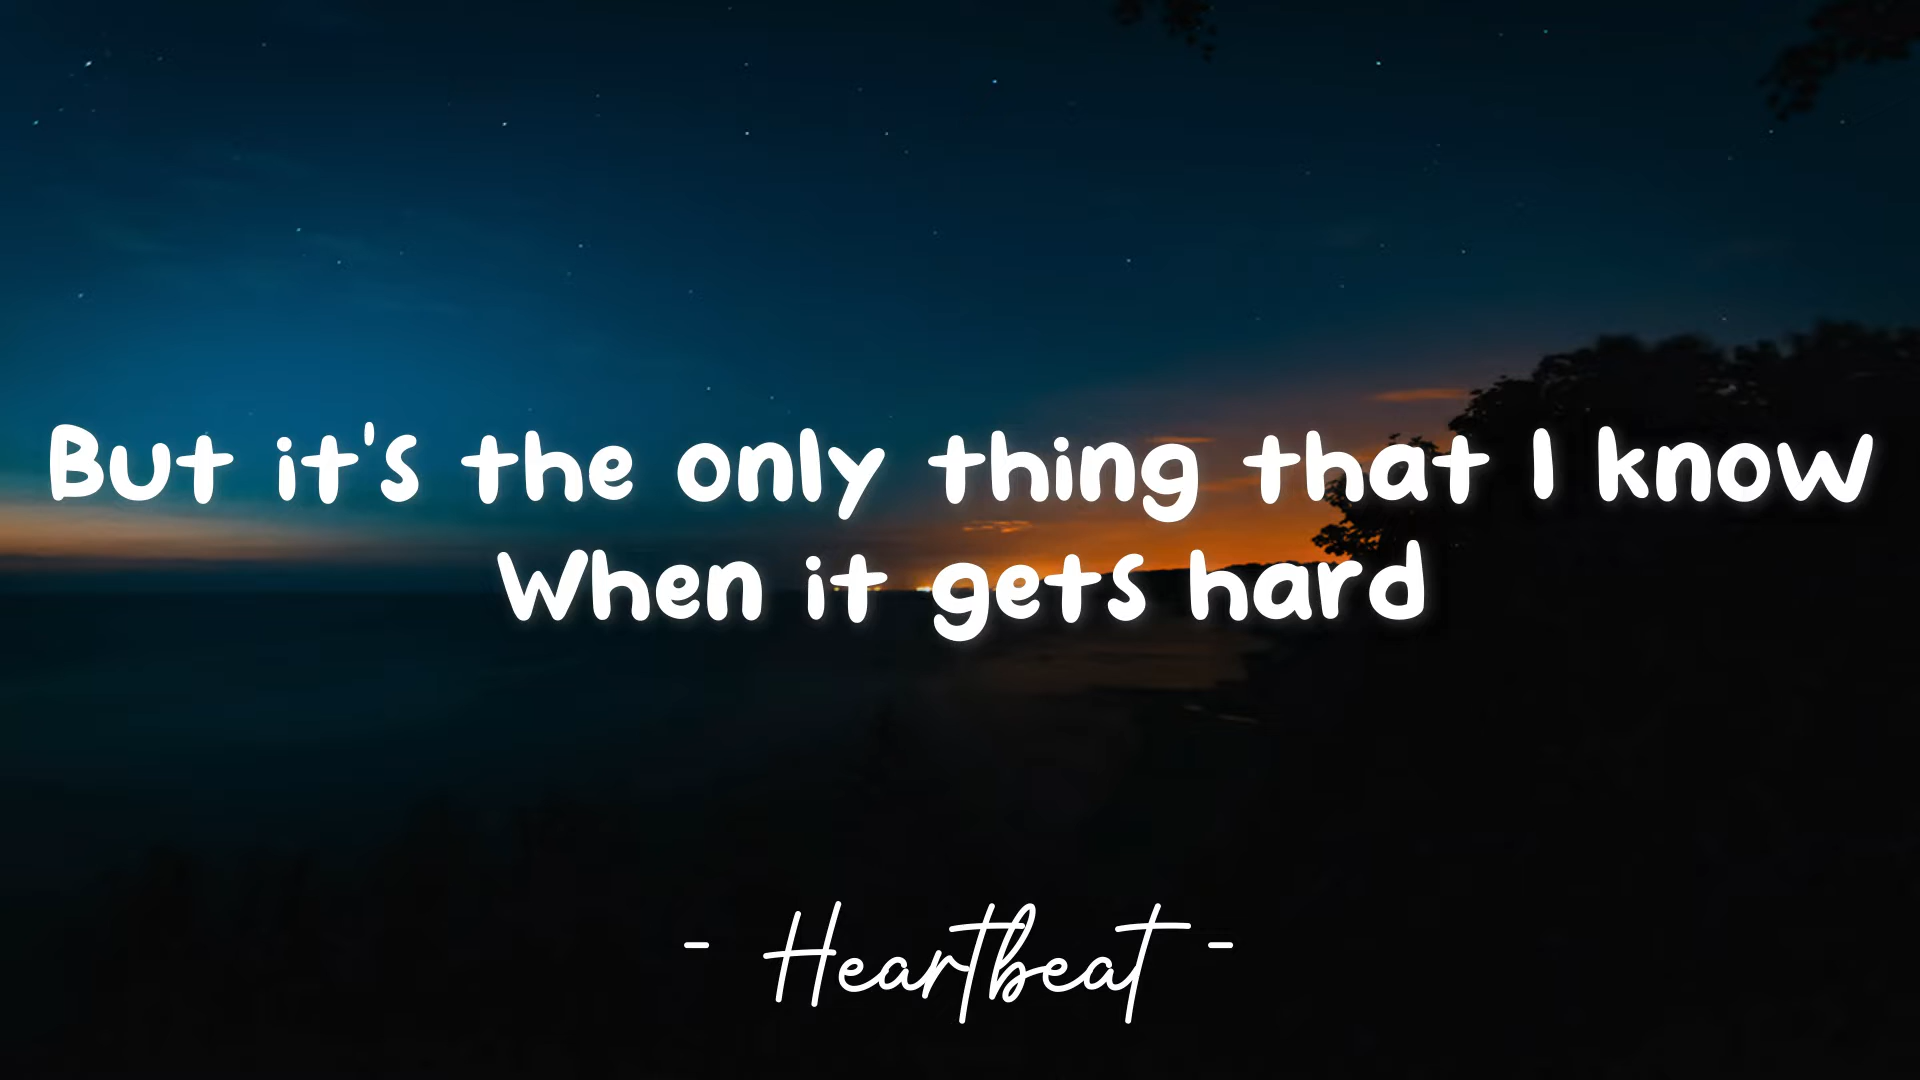 But it's the only thing that I know
When it gets hard
- Heartbeat -